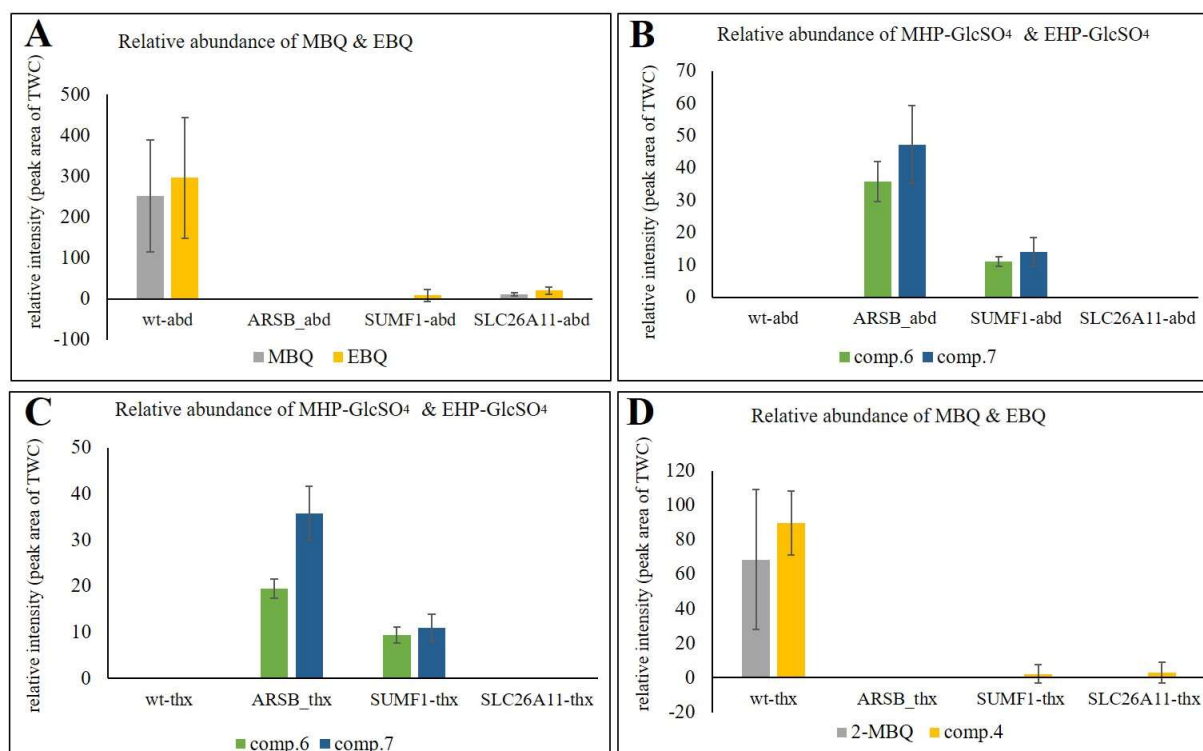 A
Relative abundance of MBQ & EBQ
relative intensity (peak area of TWC)
500
400
300
200
100
0
-100
wt-abd ARSB_abd SUMF1-abd SLC26A11-abd
MBQ EBQ
B
Relative abundance of MHP-GlcSO⁴ & EHP-GlcSO⁴
relative intensity (peak area of TWC)
70
60
50
40
30
20
10
0
wt-abd ARSB_abd SUMF1-abd SLC26A11-abd
comp.6 comp.7
C
Relative abundance of MHP-GlcSO⁴ & EHP-GlcSO⁴
relative intensity (peak area of TWC)
50
40
30
20
10
0
wt-thx ARSB_thx SUMF1-thx SLC26A11-thx
comp.6 comp.7
D
Relative abundance of MBQ & EBQ
relative intensity (peak area of TWC)
120
100
80
60
40
20
0
-20
wt-thx ARSB_thx SUMF1-thx SLC26A11-thx
2-MBQ comp.4